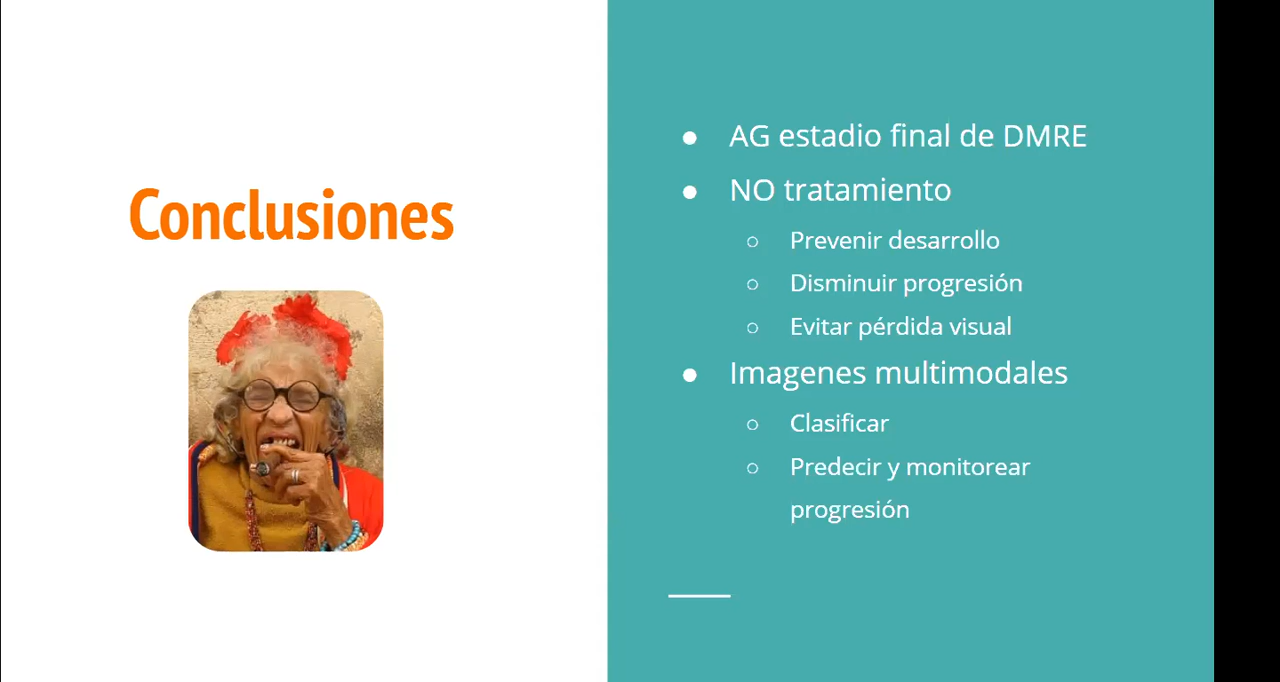 Conclusiones
AG estadio final de DMRE
NO tratamiento
Prevenir desarrollo
Disminuir progresión
Evitar pérdida visual
Imagenes multimodales
Clasificar
Predecir y monitorear
progresión